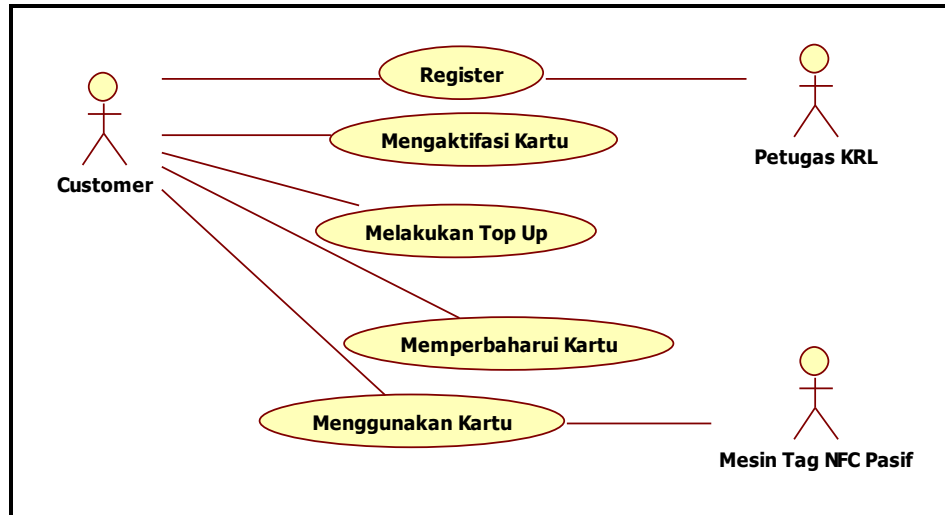 Register
Mengaktifasi Kartu
Petugas KRL
Customer
Melakukan Top Up
Memperbaharui Kartu
Menggunakan Kartu
Mesin Tag NFC Pasif